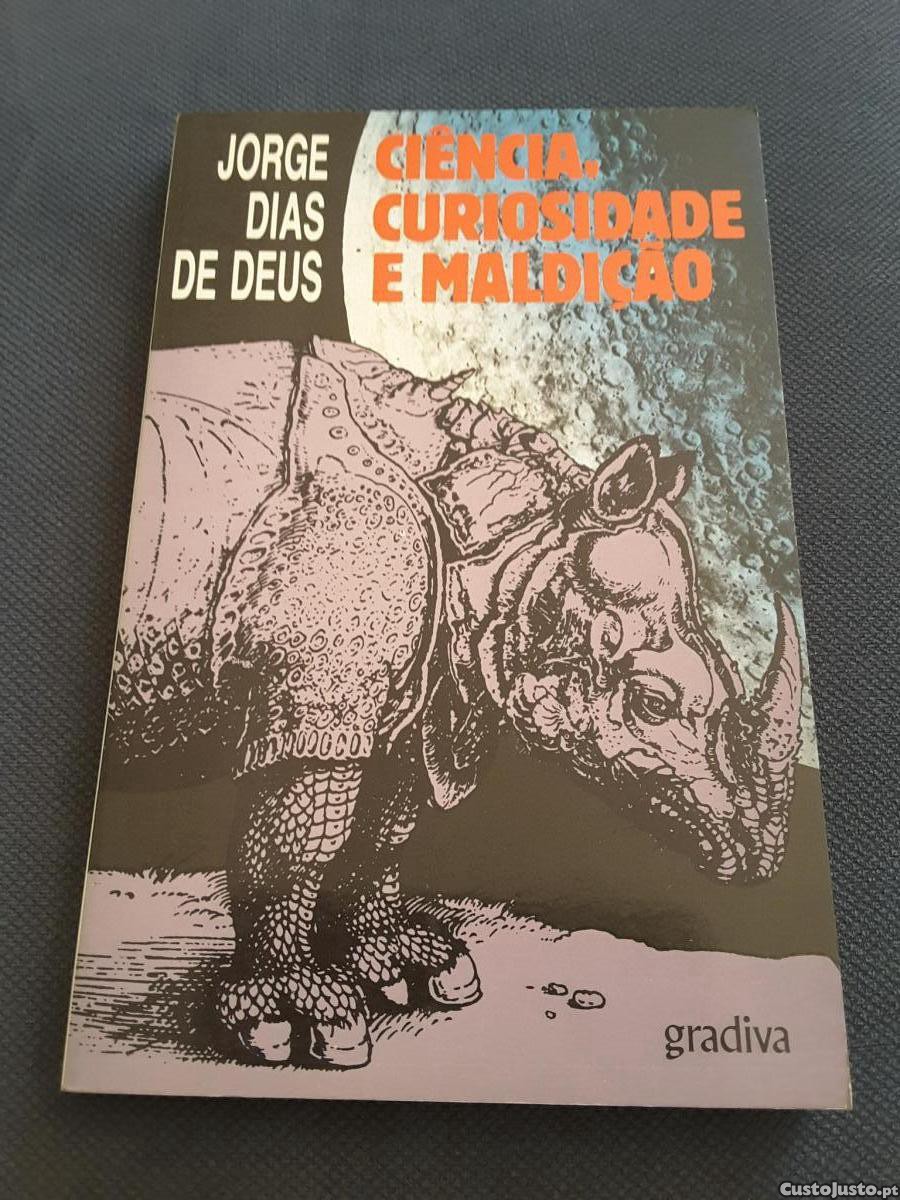 JORGE
DIAS
DE DEUS
CIÊNCIA,
CURIOSIDADE
E MALDIÇÃO
gradiva
CustoJusto.pt